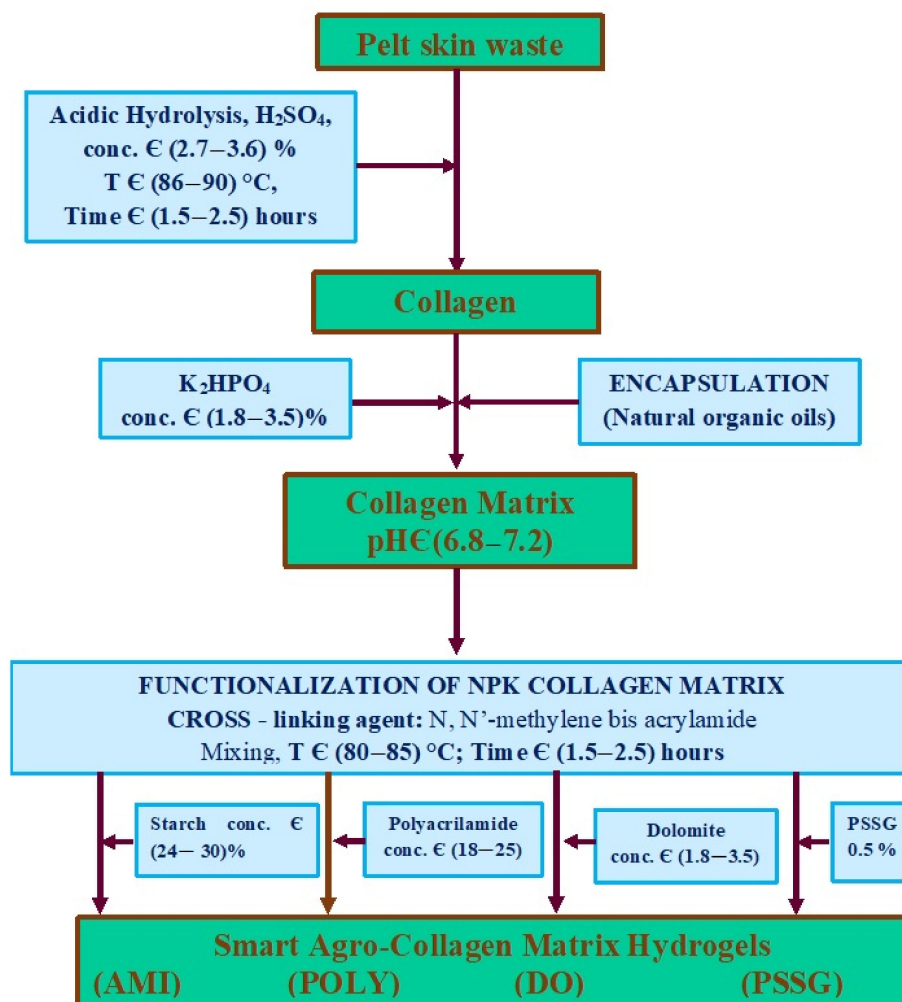 Pelt skin waste
Acidic Hydrolysis, H₂SO₄,
conc. Є (2.7–3.6) %
T Є (86–90) °C,
Time Є (1.5–2.5) hours
Collagen
K₂HPO₄
conc. Є (1.8–3.5)%
ENCAPSULATION
(Natural organic oils)
Collagen Matrix
pHЄ(6.8–7.2)
FUNCTIONALIZATION OF NPK COLLAGEN MATRIX
CROSS - linking agent: N, N’-methylene bis acrylamide
Mixing, T Є (80–85) °C; Time Є (1.5–2.5) hours
Starch conc. Є
(24– 30)%
Polyacrilamide
conc. Є (18–25)
Dolomite
conc. Є (1.8–3.5)
PSSG
0.5 %
Smart Agro-Collagen Matrix Hydrogels
(AMI) (POLY) (DO) (PSSG)